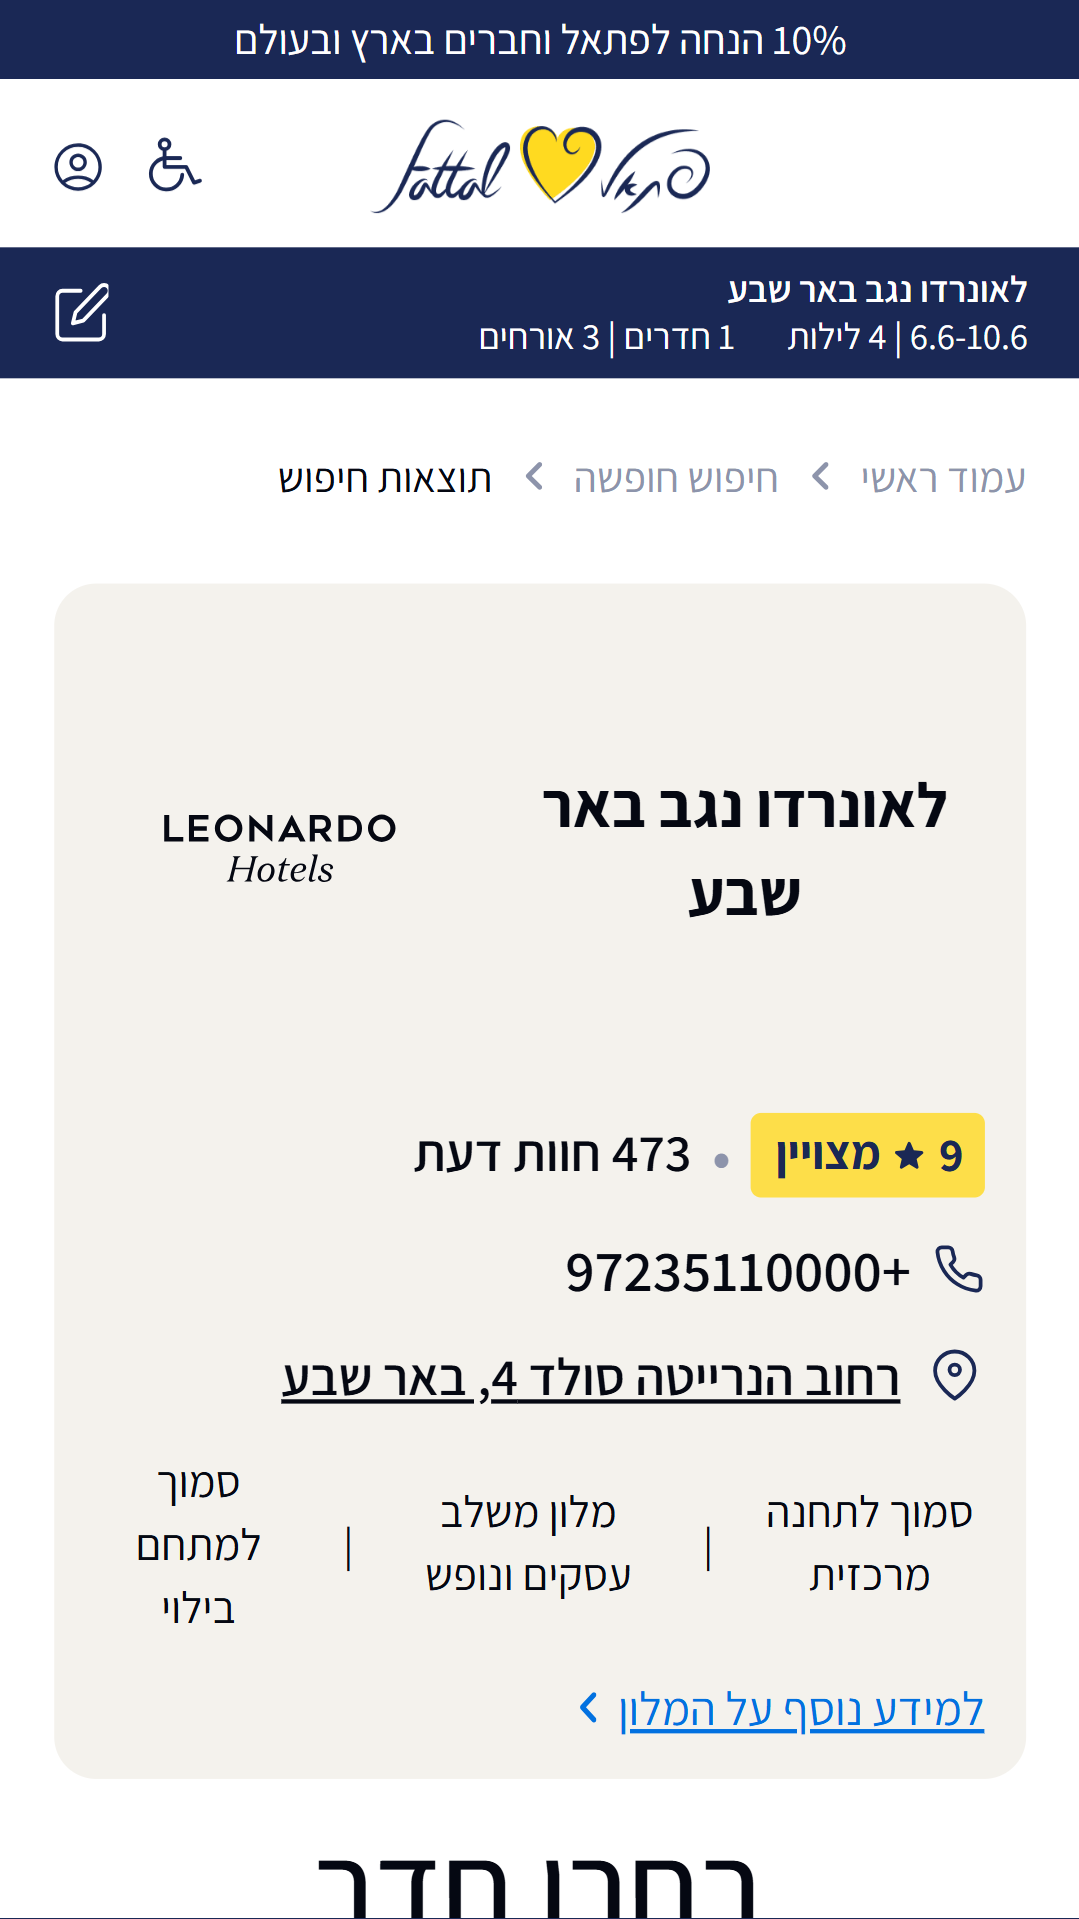 10% הנחה לפתאל וחברים בארץ ובעולם
fattal פתאל
לאונרדו נגב באר שבע
6.6-10.6 | 4 לילות 1 חדרים | 3 אורחים
עמוד ראשי חיפוש חופשה תוצאות חיפוש
לאונרדו נגב באר
שבע
LEONARDO
Hotels
9 ★ מצויין • 473 חוות דעת
97235110000+
רחוב הנרייטה סולד 4, באר שבע
סמוך לתחנה
מרכזית
|
מלון משלב
עסקים ונופש
|
סמוך
למתחם
בילוי
למידע נוסף על המלון
בחרו חדר